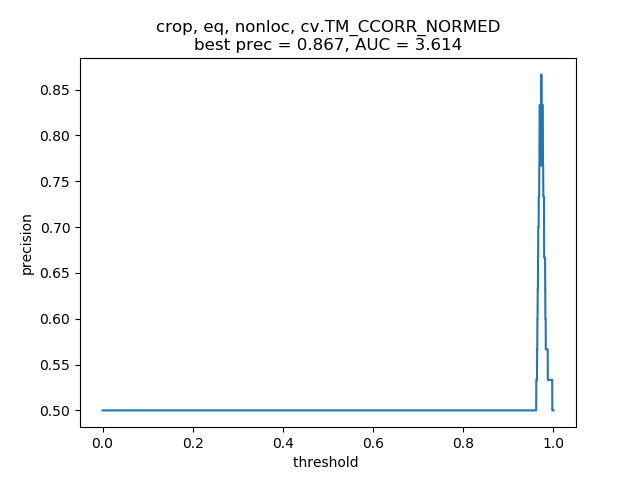 crop, eq, nonloc, cv.TM_CCORR_NORMED
best prec = 0.867, AUC = 3.614
precision
0.85
0.80
0.75
0.70
0.65
0.60
0.55
0.50
0.0 0.2 0.4 0.6 0.8 1.0
threshold